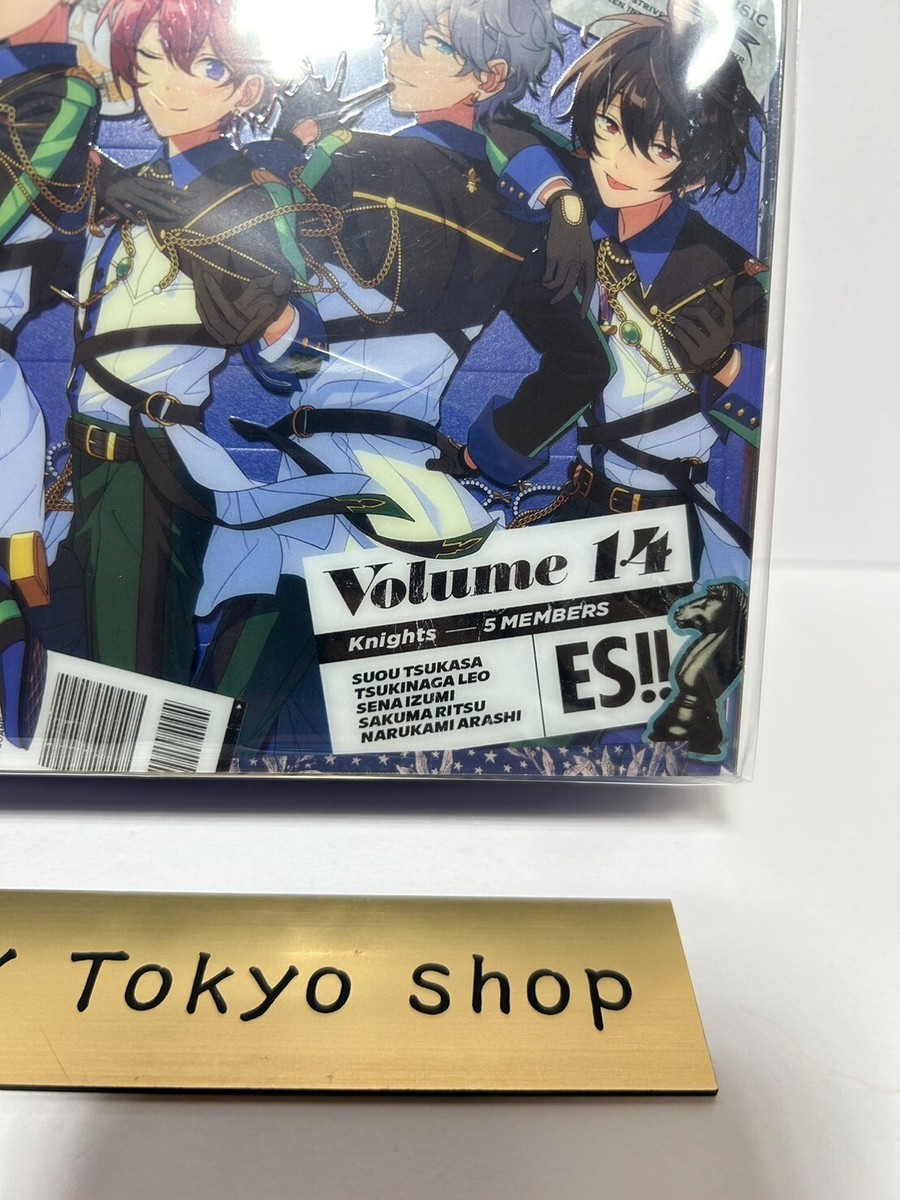 Volume 14
Knights — 5 MEMBERS
SUOU TSUKASA
TSUKINAGA LEO
SENA IZUMI
SAKUMA RITSU
NARUKAMI ARASHI
ES!!
Tokyo shop